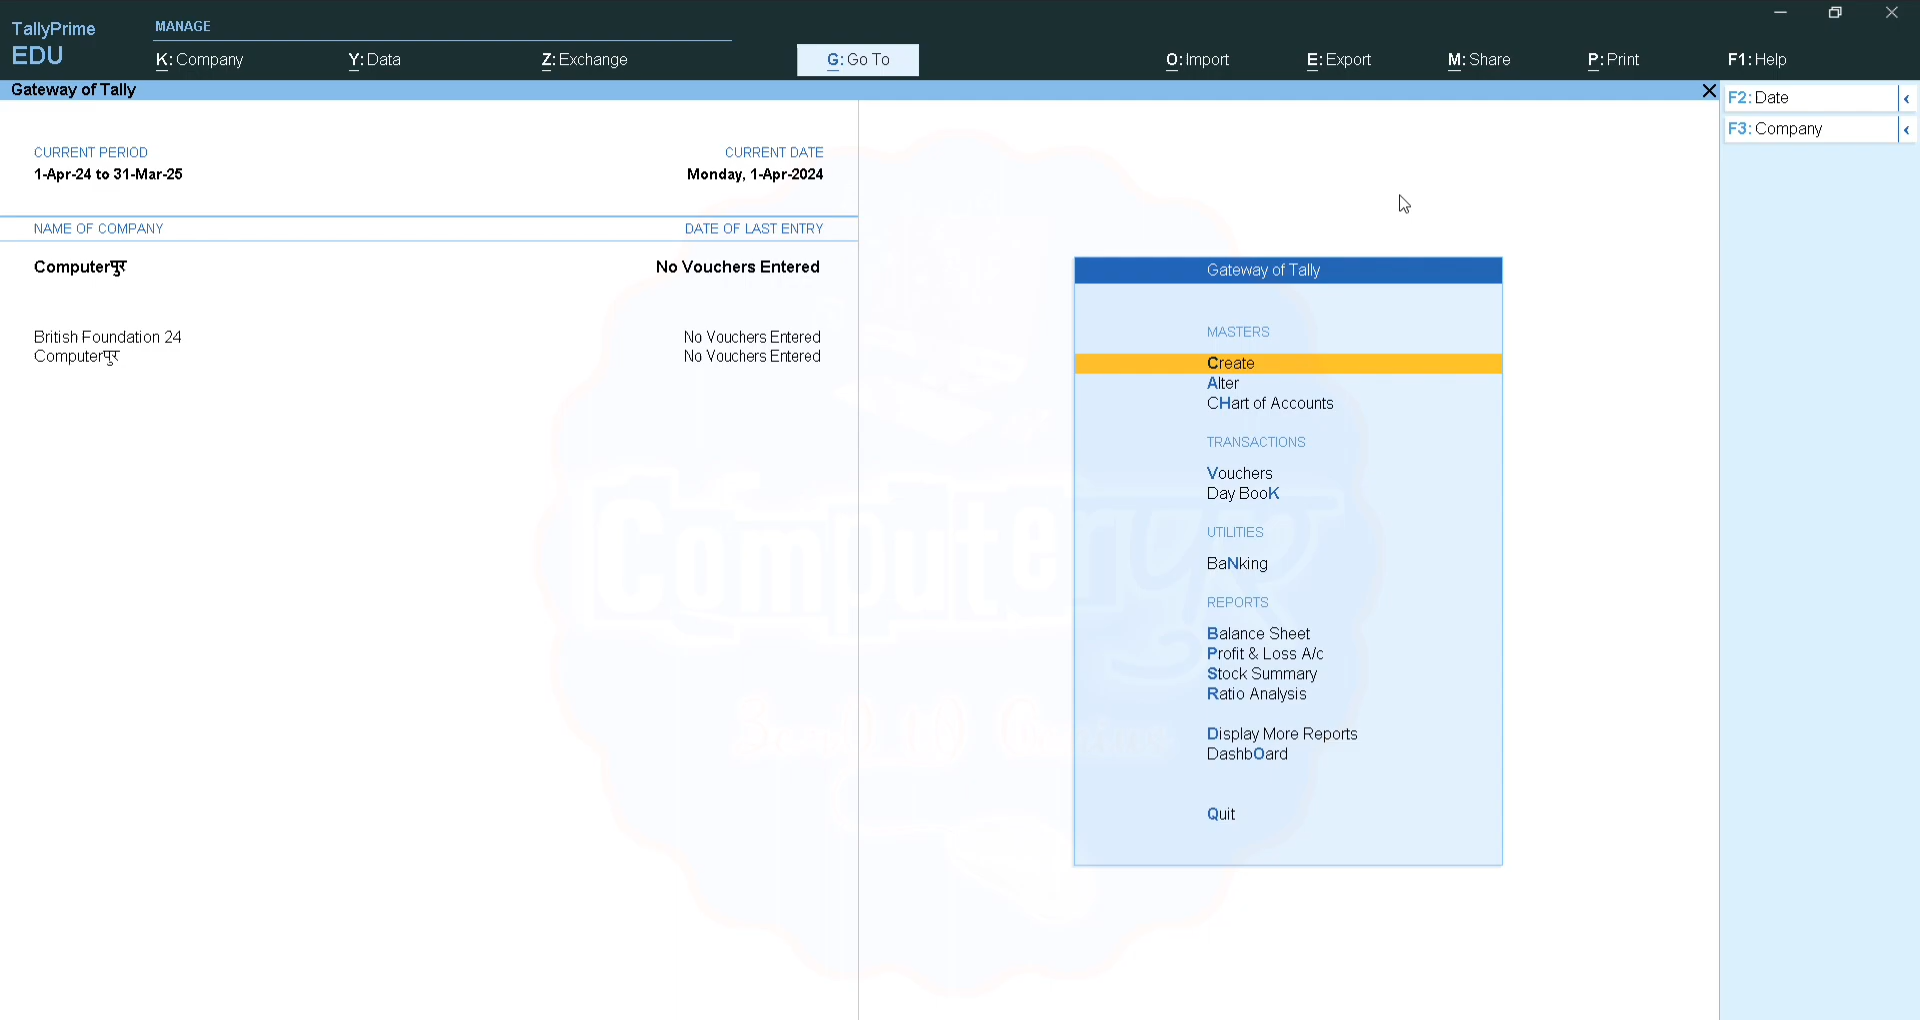 TallyPrime
EDU
MANAGE
K: Company
Y: Data
Z: Exchange
G: Go To
O: Import
E: Export
M: Share
P: Print
F1: Help
Gateway of Tally
F2: Date
F3: Company
CURRENT PERIOD
CURRENT DATE
1-Apr-24 to 31-Mar-25
Monday, 1-Apr-2024
NAME OF COMPANY
DATE OF LAST ENTRY
Computerपुर
No Vouchers Entered
British Foundation 24
No Vouchers Entered
Computerपुर
No Vouchers Entered
Gateway of Tally
MASTERS
Create
Alter
CHart of Accounts
TRANSACTIONS
Vouchers
Day BooK
UTILITIES
BaNking
REPORTS
Balance Sheet
Profit & Loss A/c
Stock Summary
Ratio Analysis
Display More Reports
DashbOard
Quit
Computerपुर